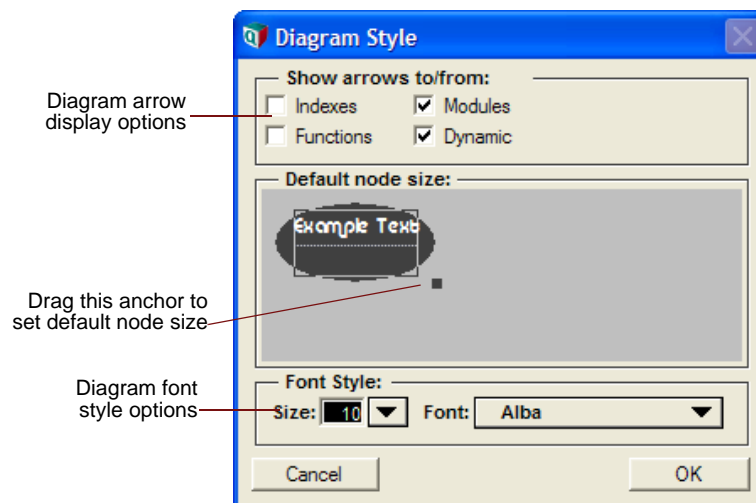 Diagram Style
Show arrows to/from:
Diagram arrow
display options
Indexes
Modules
Functions
Dynamic
Default node size:
Example Text
Drag this anchor to
set default node size
Font Style:
Diagram font
style options
Size: 10 Font: Alba
Cancel
OK